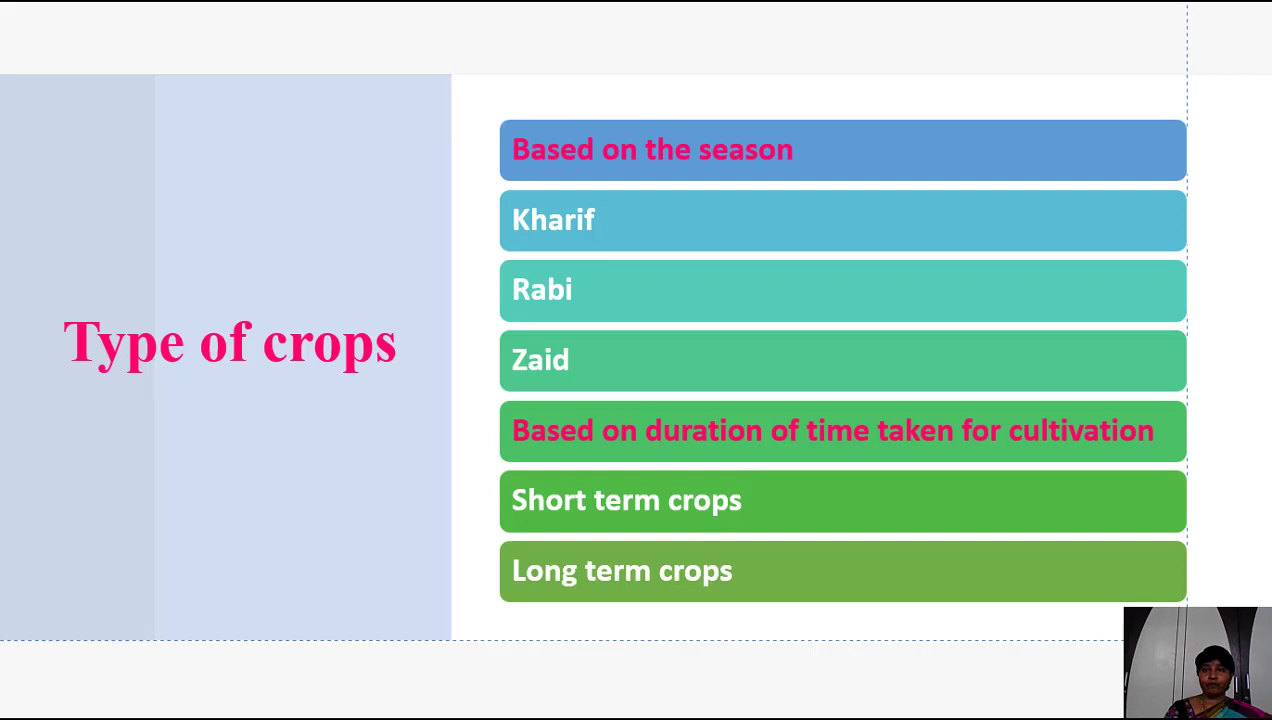 Type of crops
Based on the season
Kharif
Rabi
Zaid
Based on duration of time taken for cultivation
Short term crops
Long term crops